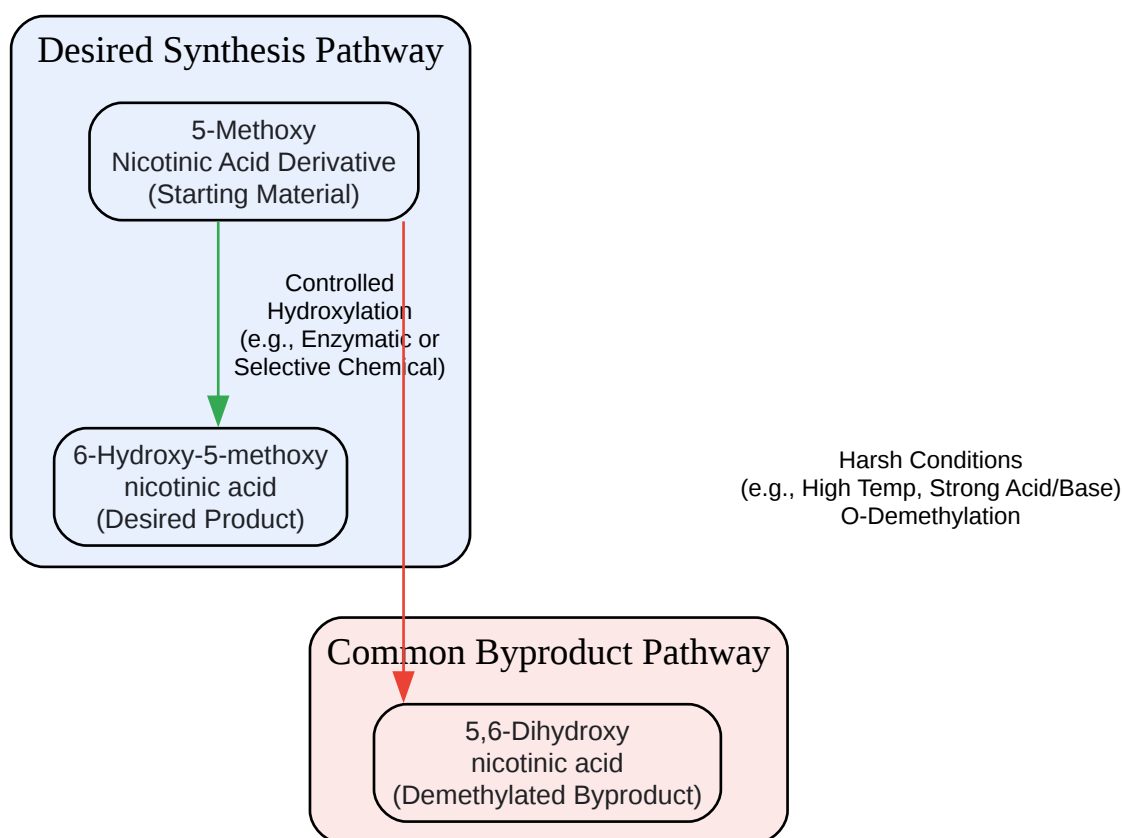 Desired Synthesis Pathway
5-Methoxy
Nicotinic Acid Derivative
(Starting Material)
Controlled
Hydroxylation
(e.g., Enzymatic or
Selective Chemical)
6-Hydroxy-5-methoxy
nicotinic acid
(Desired Product)
Harsh Conditions
(e.g., High Temp, Strong Acid/Base)
O-Demethylation
Common Byproduct Pathway
5,6-Dihydroxy
nicotinic acid
(Demethylated Byproduct)